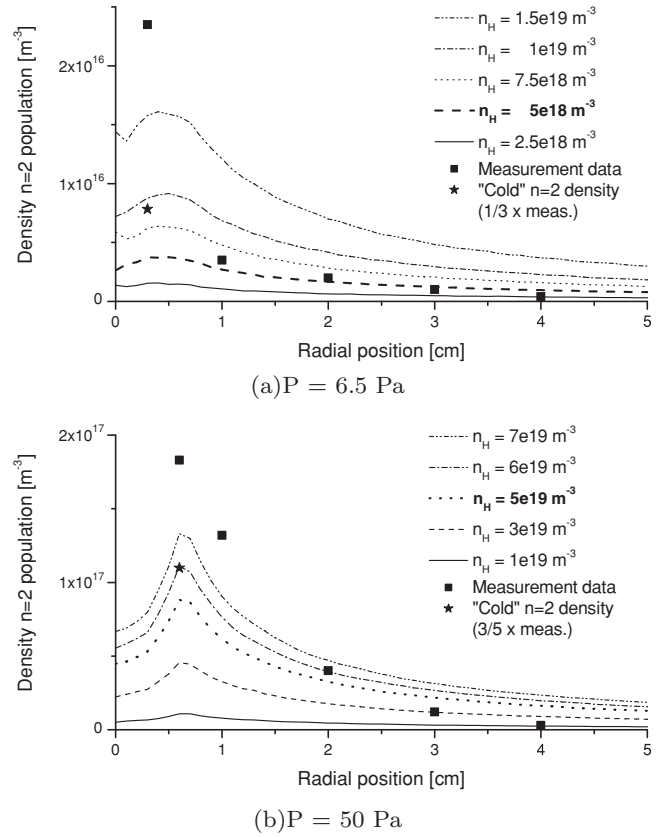 n_H = 1.5e19 m^-3
n_H = 1e19 m^-3
n_H = 7.5e18 m^-3
n_H = 5e18 m^-3
n_H = 2.5e18 m^-3
Measurement data
"Cold" n=2 density
(1/3 x meas.)
Density n=2 population [m^-3]
2x10^16
1x10^16
0
0 1 2 3 4 5
Radial position [cm]
(a)P = 6.5 Pa
n_H = 7e19 m^-3
n_H = 6e19 m^-3
n_H = 5e19 m^-3
n_H = 3e19 m^-3
n_H = 1e19 m^-3
Measurement data
"Cold" n=2 density
(3/5 x meas.)
Density n=2 population [m^-3]
2x10^17
1x10^17
0
0 1 2 3 4 5
Radial position [cm]
(b)P = 50 Pa